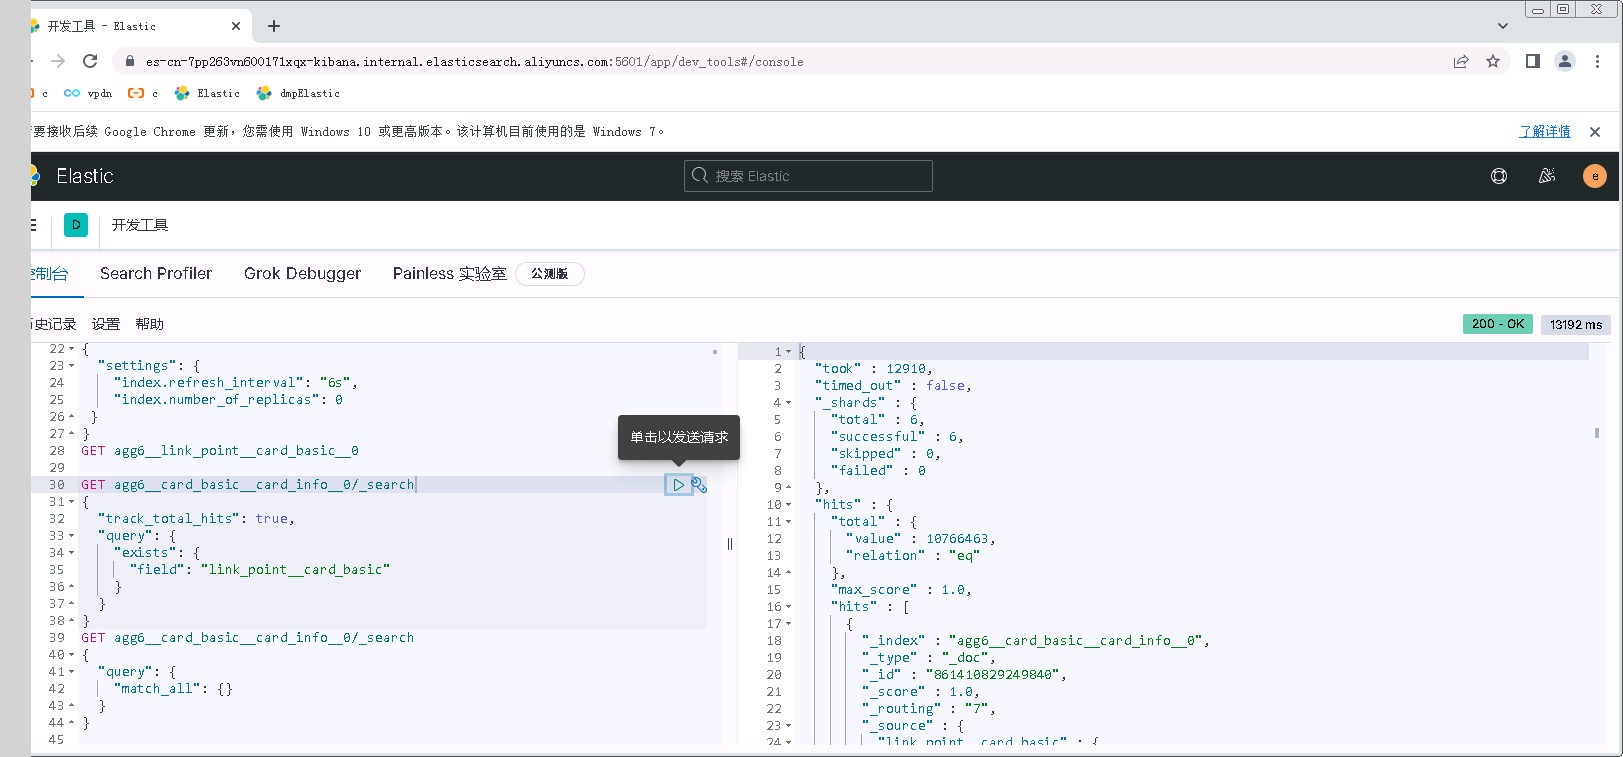 开发工具 - Elastic
es-cn-7pp263vn600171xqx-kibana.internal.elasticsearch.aliyuncs.com:5601/app/dev_tools#/console
c vpdn c Elastic dmpElastic
要接收后续 Google Chrome 更新，您需使用 Windows 10 或更高版本。该计算机目前使用的是 Windows 7。 了解详情
Elastic 搜索 Elastic e
D 开发工具
控制台 Search Profiler Grok Debugger Painless 实验室 公测版
历史记录 设置 帮助 200 - OK 13192 ms
22 {
23 "settings": {
24 "index.refresh_interval": "6s",
25 "index.number_of_replicas": 0
26 }
27 }
28 GET agg6__link_point__card_basic__0
29
30 GET agg6__card_basic__card_info__0/_search
31 {
32 "track_total_hits": true,
33 "query": {
34 "exists": {
35 "field": "link_point__card_basic"
36 }
37 }
38 }
39 GET agg6__card_basic__card_info__0/_search
40 {
41 "query": {
42 "match_all": {}
43 }
44 }
45
单击以发送请求
1 {
2 "took" : 12910,
3 "timed_out" : false,
4 "_shards" : {
5 "total" : 6,
6 "successful" : 6,
7 "skipped" : 0,
8 "failed" : 0
9 },
10 "hits" : {
11 "total" : {
12 "value" : 10766463,
13 "relation" : "eq"
14 },
15 "max_score" : 1.0,
16 "hits" : [
17 {
18 "_index" : "agg6__card_basic__card_info__0",
19 "_type" : "_doc",
20 "_id" : "861410829249840",
21 "_score" : 1.0,
22 "_routing" : "7",
23 "_source" : {
24 "link_point__card_basic" : {